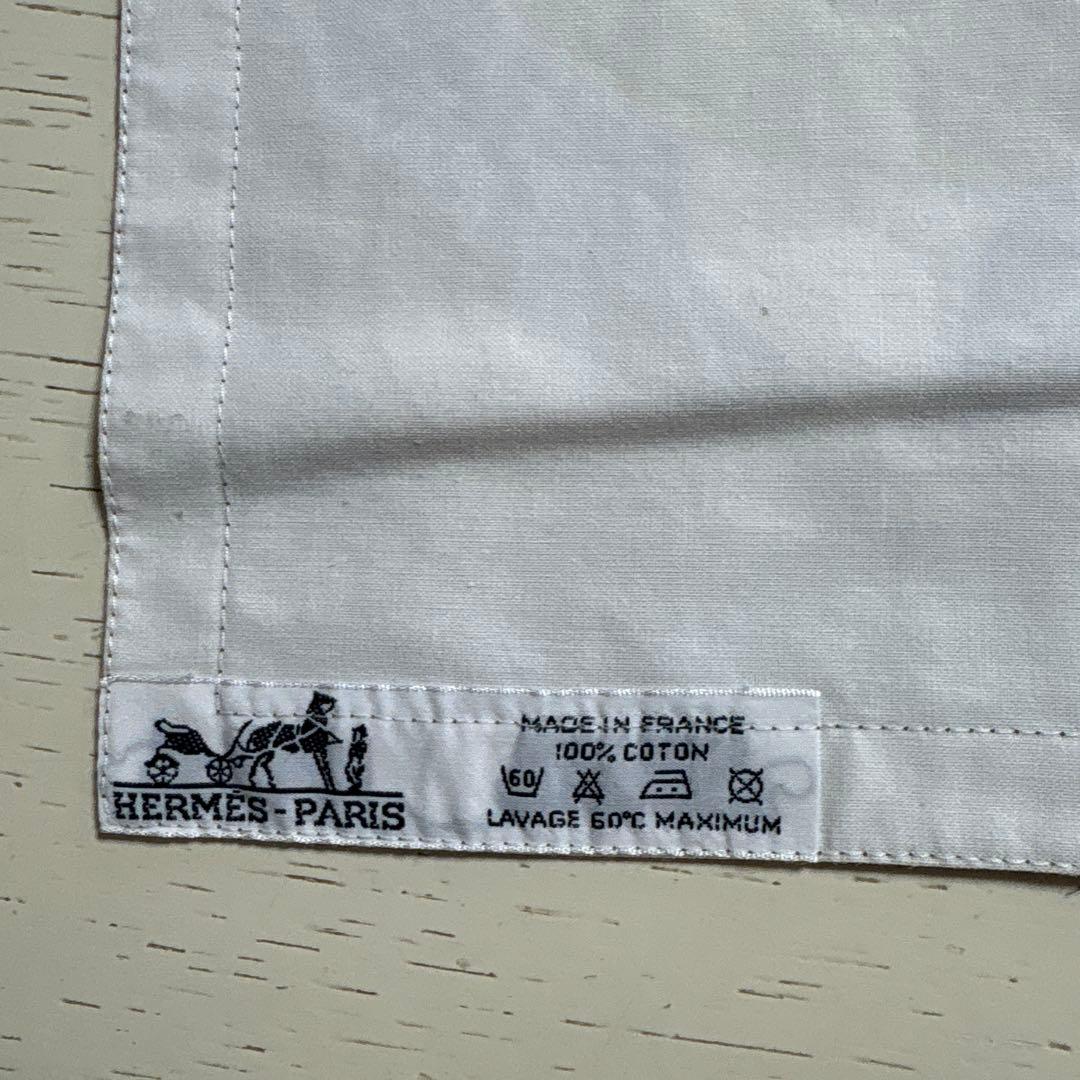 HERMÈS-PARIS
MADE IN FRANCE
100% COTON
60
LAVAGE 60°C MAXIMUM